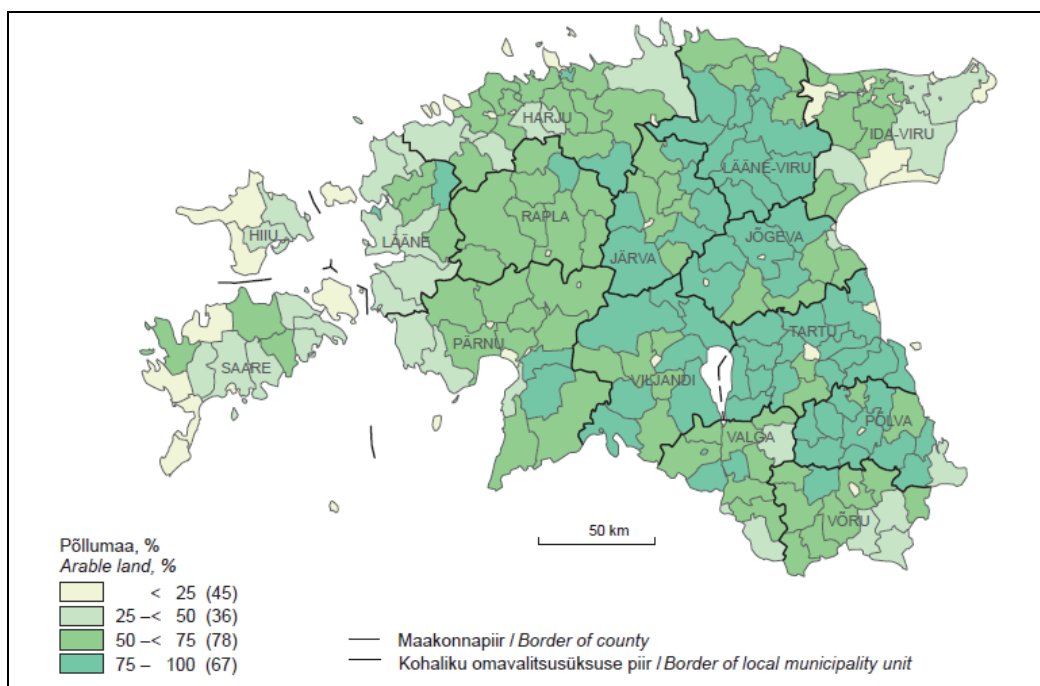 HARJU
IDA-VIRU
LÄÄNE-VIRU
RAPLA
HIIU
LÄÄNE
JÕGEVA
JÄRVA
TARTU
PÄRNU
SAARE
VILJANDI
PÕLVA
VALGA
VÕRU
50 km
Põllumaa, %
Arable land, %
< 25 (45)
25 –< 50 (36)
50 –< 75 (78)
75 – 100 (67)
Maakonnapiir / Border of county
Kohaliku omavalitsusüksuse piir / Border of local municipality unit